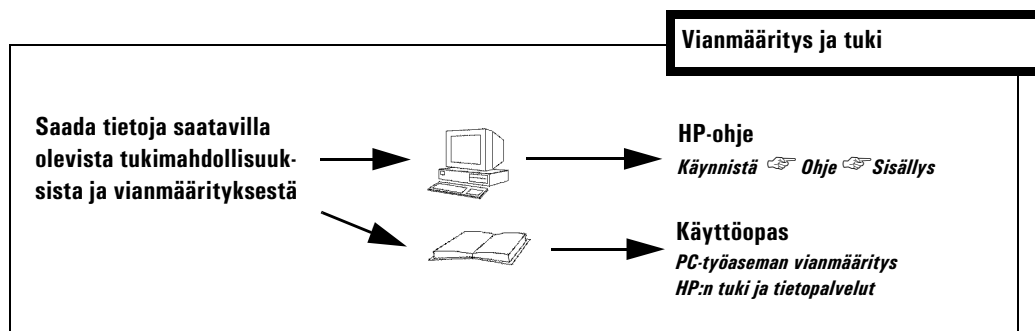 Vianmääritys ja tuki
Saada tietoja saatavilla
olevista tukimahdollisuuk-
sista ja vianmäärityksestä
HP-ohje
Käynnistä ☞ Ohje ☞ Sisällys
Käyttöopas
PC-työaseman vianmääritys
HP:n tuki ja tietopalvelut